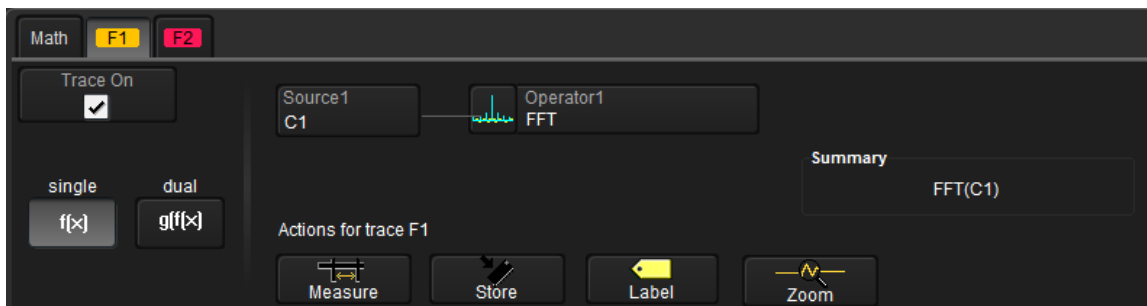 Math F1 F2
Trace On
Source1
C1
Operator1
FFT
Summary
FFT(C1)
single dual
f(x) g(f(x)
Actions for trace F1
Measure Store Label Zoom